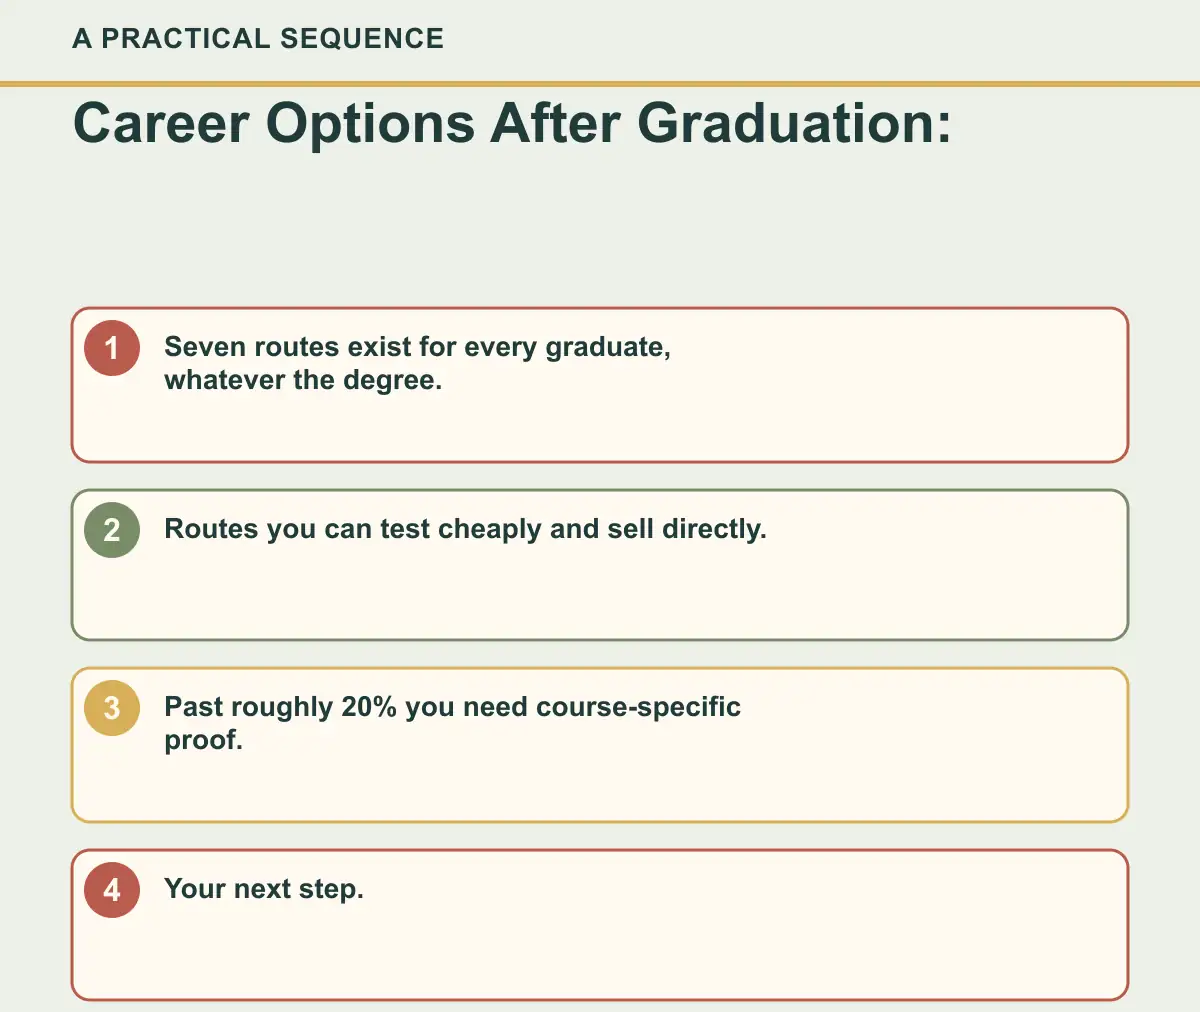 A PRACTICAL SEQUENCE
Career Options After Graduation:
1
Seven routes exist for every graduate,
whatever the degree.
2
Routes you can test cheaply and sell directly.
3
Past roughly 20% you need course-specific
proof.
4
Your next step.